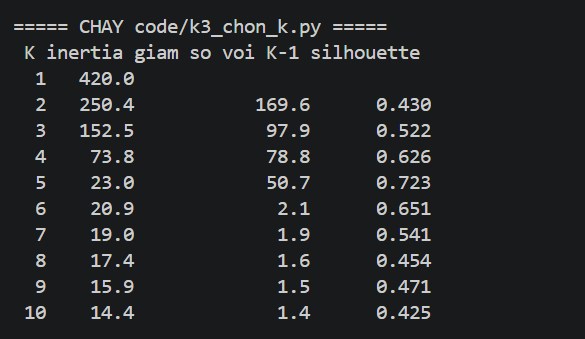 ===== CHAY code/k3_chon_k.py =====
K inertia giam so voi K-1 silhouette
1 420.0
2 250.4 169.6 0.430
3 152.5 97.9 0.522
4 73.8 78.8 0.626
5 23.0 50.7 0.723
6 20.9 2.1 0.651
7 19.0 1.9 0.541
8 17.4 1.6 0.454
9 15.9 1.5 0.471
10 14.4 1.4 0.425